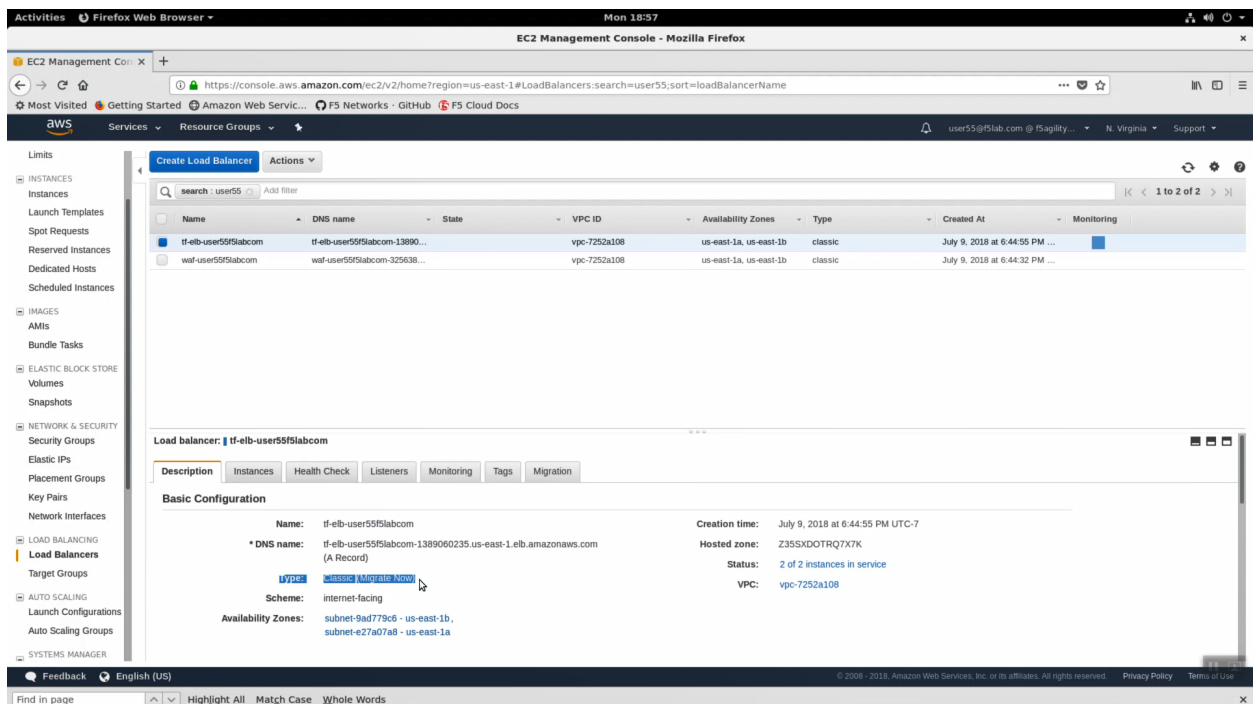 Activities Firefox Web Browser Mon 18:57
EC2 Management Console - Mozilla Firefox
EC2 Management Con
https://console.aws.amazon.com/ec2/v2/home?region=us-east-1#LoadBalancers:search=user55;sort=loadBalancerName
Most Visited Getting Started Amazon Web Servic... F5 Networks · GitHub F5 Cloud Docs
aws Services Resource Groups user55@f5lab.com @ f5agility... N. Virginia Support
Limits
INSTANCES
Instances
Launch Templates
Spot Requests
Reserved Instances
Dedicated Hosts
Scheduled Instances
IMAGES
AMIs
Bundle Tasks
ELASTIC BLOCK STORE
Volumes
Snapshots
NETWORK & SECURITY
Security Groups
Elastic IPs
Placement Groups
Key Pairs
Network Interfaces
LOAD BALANCING
Load Balancers
Target Groups
AUTO SCALING
Launch Configurations
Auto Scaling Groups
SYSTEMS MANAGER
Create Load Balancer Actions
search : user55 Add filter 1 to 2 of 2
Name DNS name State VPC ID Availability Zones Type Created At Monitoring
tf-elb-user55f5labcom tf-elb-user55f5labcom-13890... vpc-7252a108 us-east-1a, us-east-1b classic July 9, 2018 at 6:44:55 PM ...
waf-user55f5labcom waf-user55f5labcom-325638... vpc-7252a108 us-east-1a, us-east-1b classic July 9, 2018 at 6:44:32 PM ...
Load balancer: tf-elb-user55f5labcom
Description Instances Health Check Listeners Monitoring Tags Migration
Basic Configuration
Name: tf-elb-user55f5labcom Creation time: July 9, 2018 at 6:44:55 PM UTC-7
* DNS name: tf-elb-user55f5labcom-1389060235.us-east-1.elb.amazonaws.com Hosted zone: Z35SXDOTRQ7X7K
(A Record)
Type: Classic (Migrate Now) Status: 2 of 2 instances in service
Scheme: internet-facing VPC: vpc-7252a108
Availability Zones: subnet-9ad779c6 - us-east-1b,
subnet-e27a07a8 - us-east-1a
Feedback English (US) © 2008 - 2018, Amazon Web Services, Inc. or its affiliates. All rights reserved. Privacy Policy Terms of Use
Find in page Highlight All Match Case Whole Words